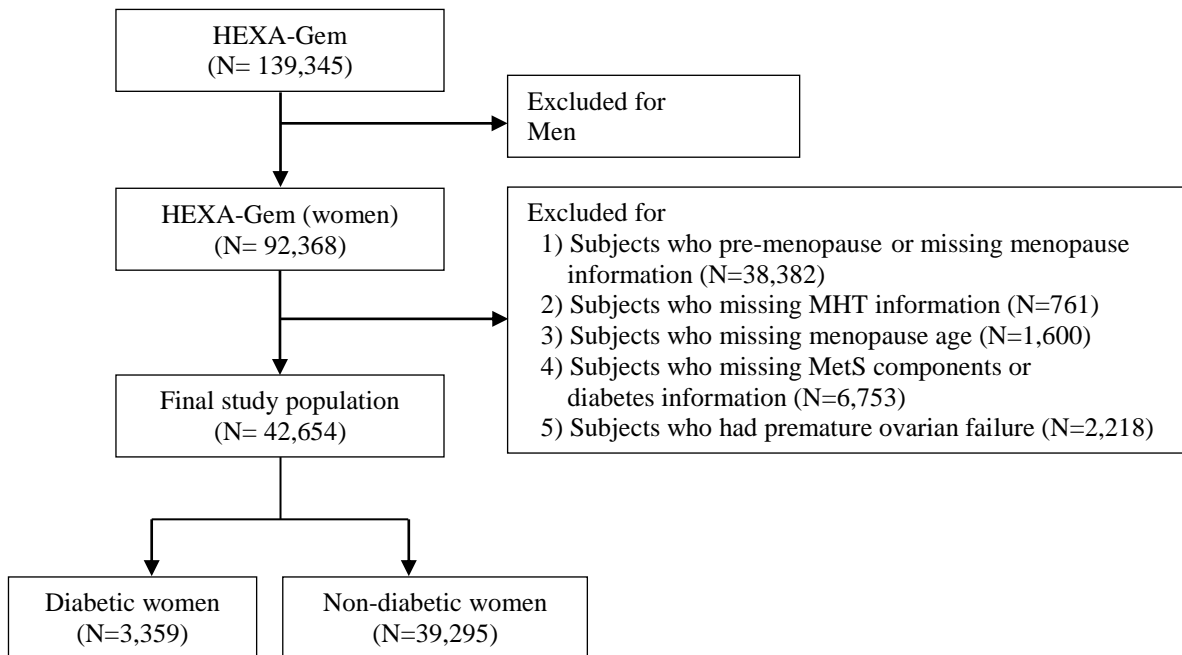 HEXA-Gem
(N= 139,345)
Excluded for
Men
HEXA-Gem (women)
(N= 92,368)
Excluded for
1) Subjects who pre-menopause or missing menopause
information (N=38,382)
2) Subjects who missing MHT information (N=761)
3) Subjects who missing menopause age (N=1,600)
4) Subjects who missing MetS components or
diabetes information (N=6,753)
5) Subjects who had premature ovarian failure (N=2,218)
Final study population
(N= 42,654)
Diabetic women
(N=3,359)
Non-diabetic women
(N=39,295)